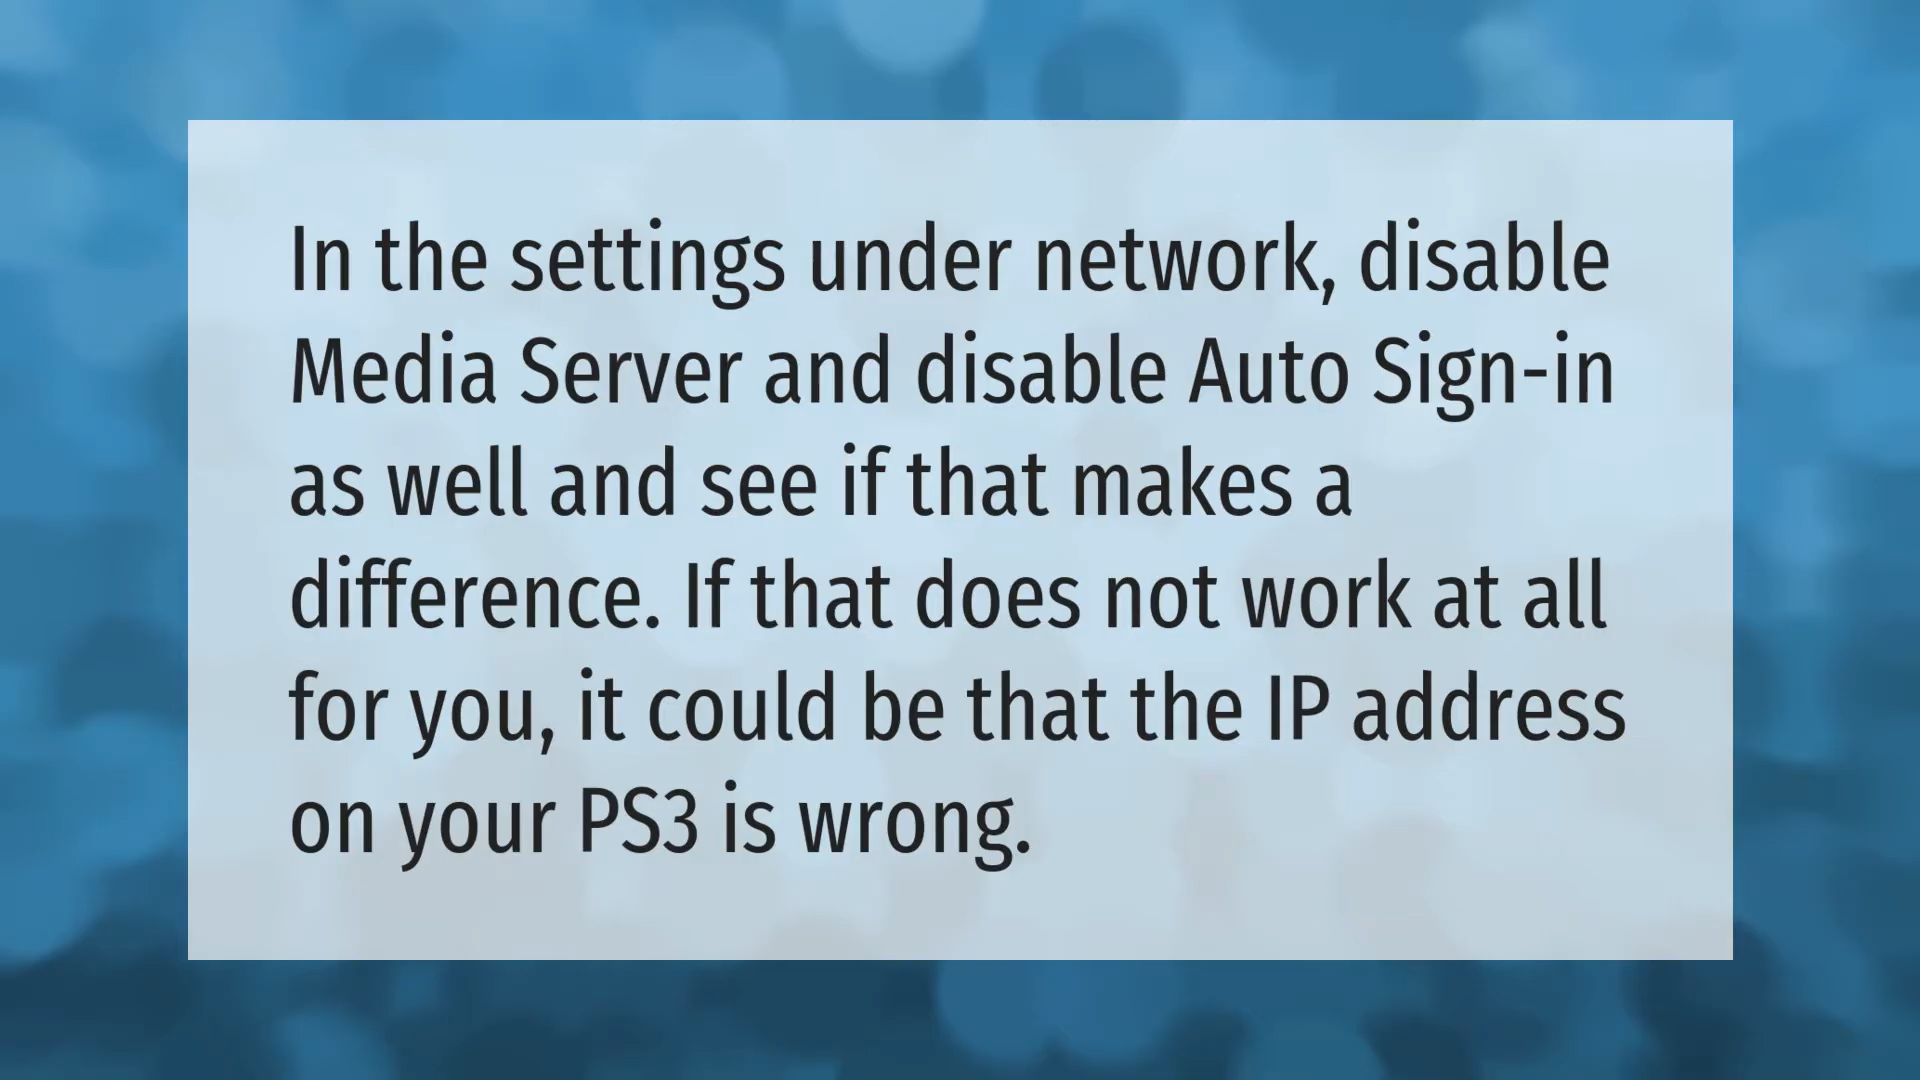 In the settings under network, disable
Media Server and disable Auto Sign-in
as well and see if that makes a
difference. If that does not work at all
for you, it could be that the IP address
on your PS3 is wrong.